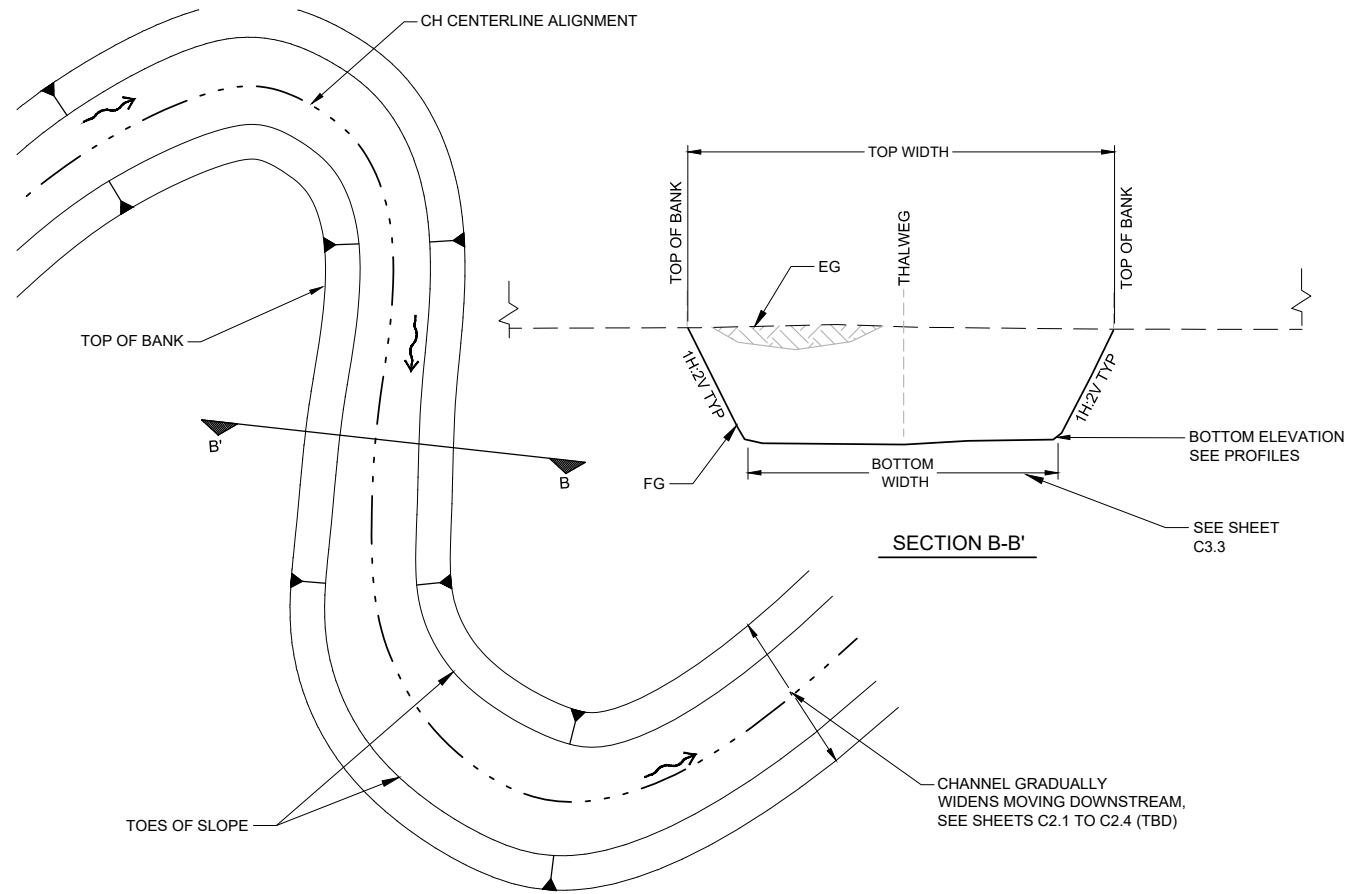 CH CENTERLINE ALIGNMENT
TOP WIDTH
TOP OF BANK
THALWEG
TOP OF BANK
EG
TOP OF BANK
1H:2V TYP
1H:2V TYP
B'
B
BOTTOM ELEVATION
SEE PROFILES
BOTTOM
WIDTH
FG
SEE SHEET
C3.3
SECTION B-B'
CHANNEL GRADUALLY
WIDENS MOVING DOWNSTREAM,
SEE SHEETS C2.1 TO C2.4 (TBD)
TOES OF SLOPE